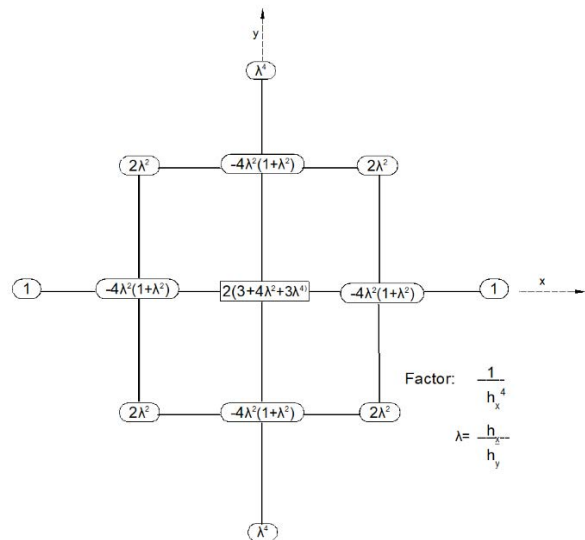 y
λ⁴
2λ² -4λ²(1+λ²) 2λ²
1 -4λ²(1+λ²) 2(3+4λ²+3λ⁴⁾ -4λ²(1+λ²) 1 x
Factor: 1
hₓ⁴
2λ² -4λ²(1+λ²) 2λ²
λ= h
h_y
λ⁴